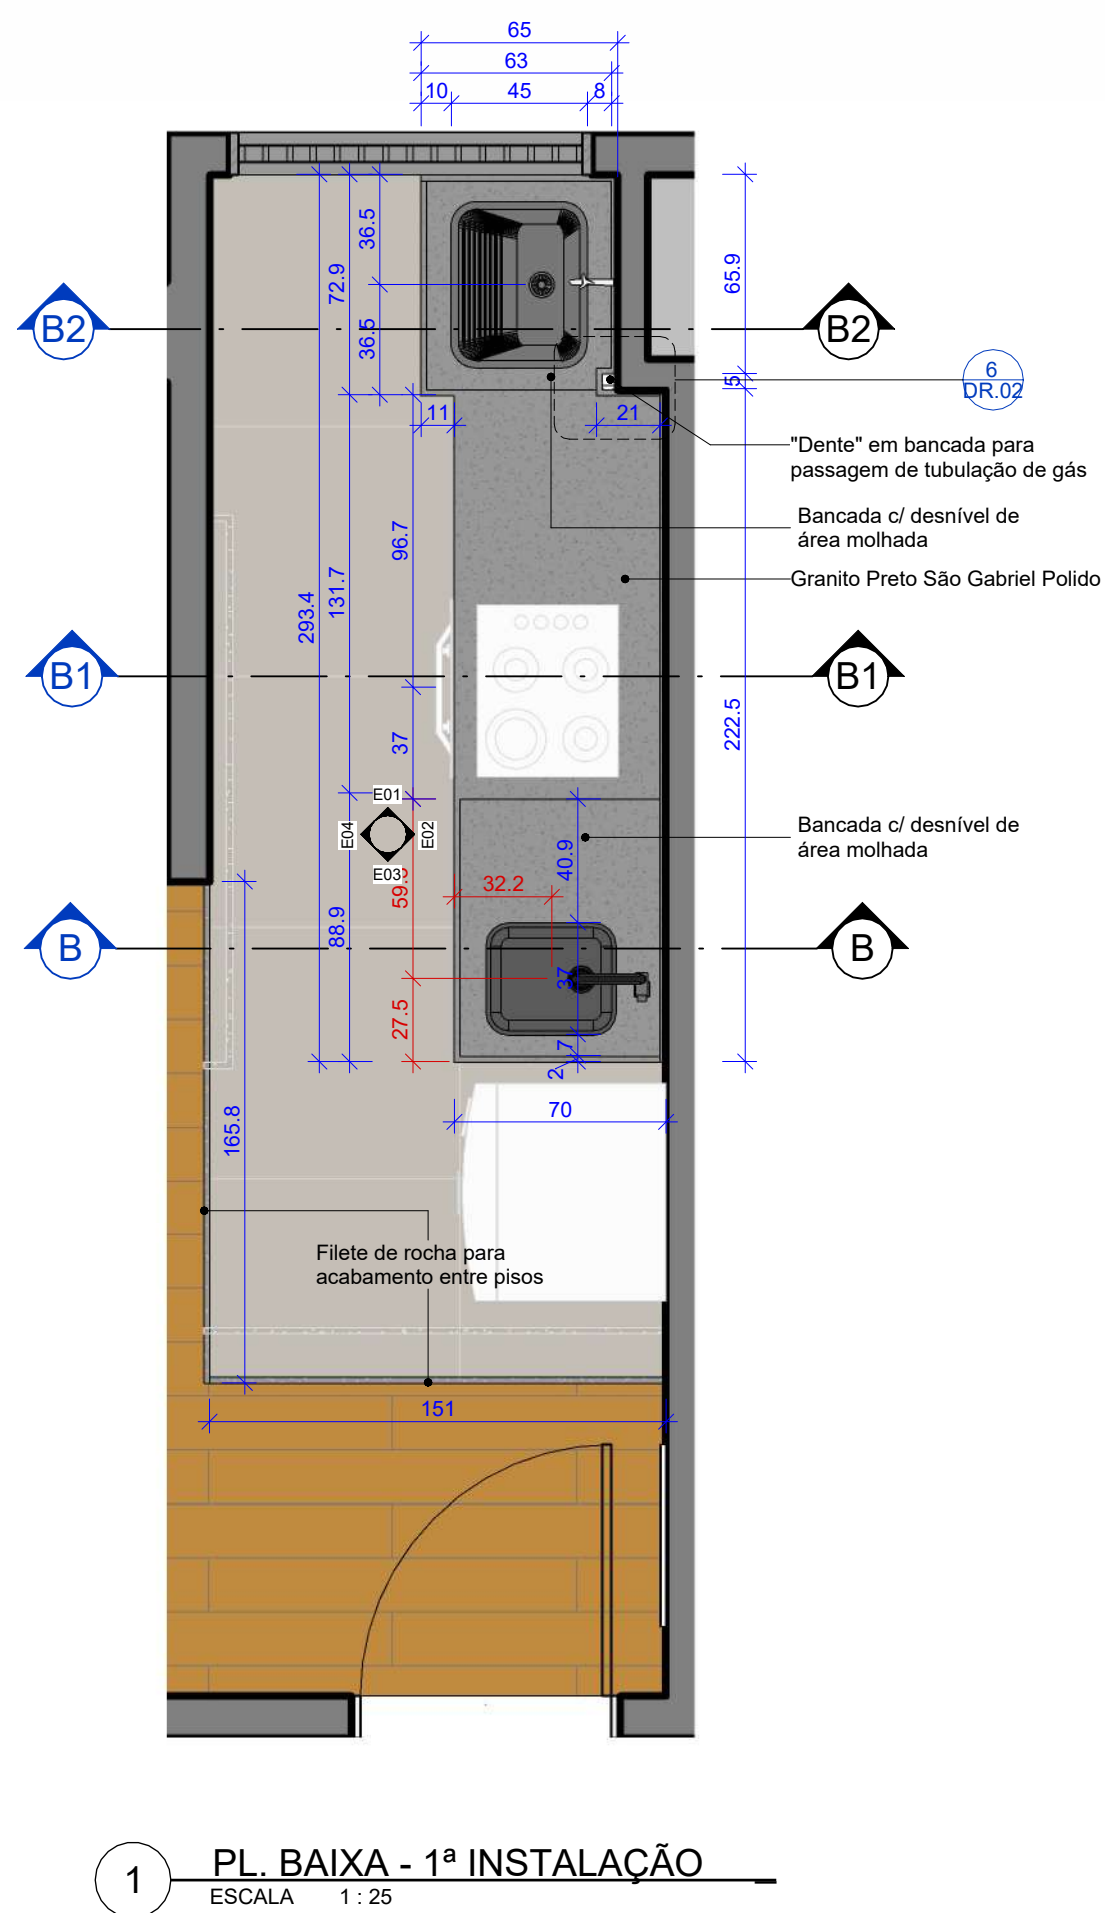 65
63
10 45 8
36.5
72.9
36.5
65.9
B2
B2
5
6
DR.02
11
21
"Dente" em bancada para
passagem de tubulação de gás
Bancada c/ desnível de
área molhada
96.7
Granito Preto São Gabriel Polido
131.7
293.4
B1
B1
222.5
37
E01
E04
E02
E03
40.9
Bancada c/ desnível de
área molhada
32.2
88.9
B
B
37
27.5
7
2
70
165.8
Filete de rocha para
acabamento entre pisos
151
1
PL. BAIXA - 1ª INSTALAÇÃO
ESCALA 1 : 25